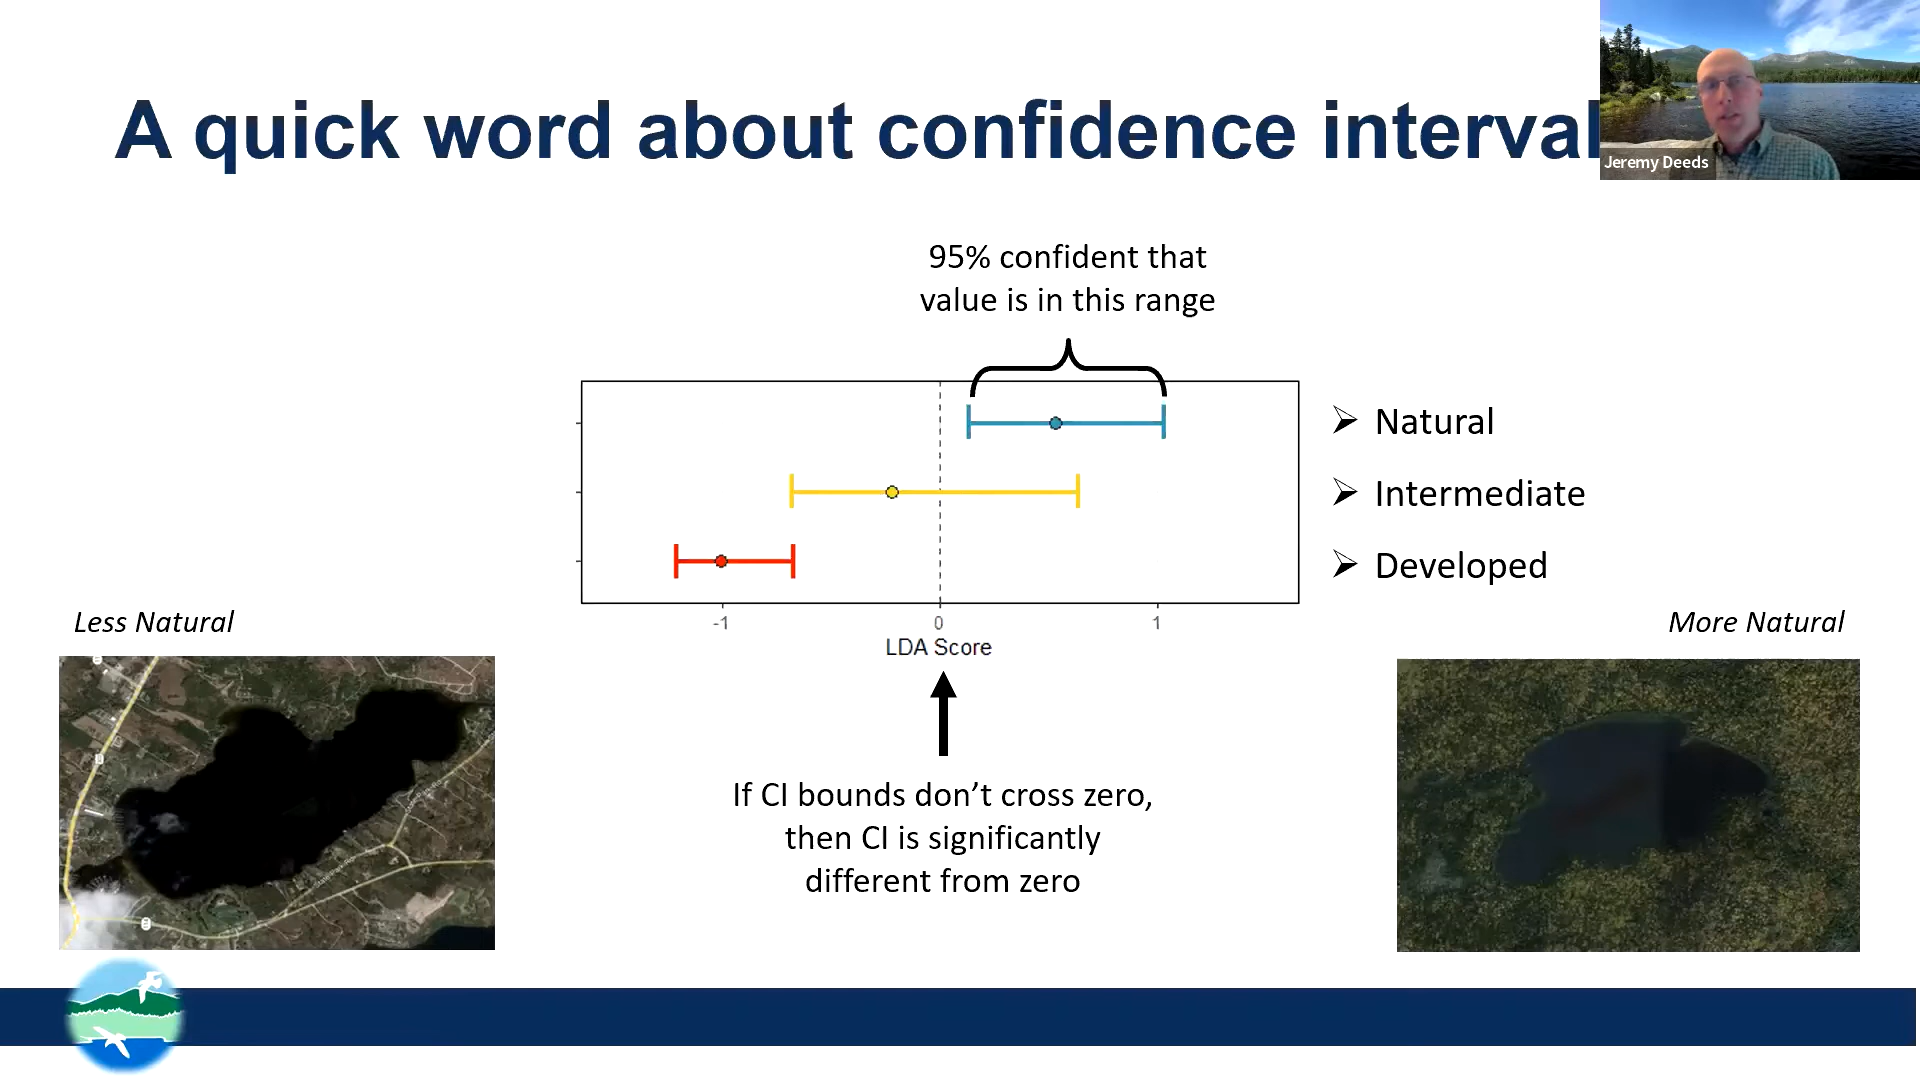 A quick word about confidence interval
Jeremy Deeds
95% confident that
value is in this range
Natural
Intermediate
Developed
-1 0 1
LDA Score
Less Natural
More Natural
If CI bounds don’t cross zero,
then CI is significantly
different from zero